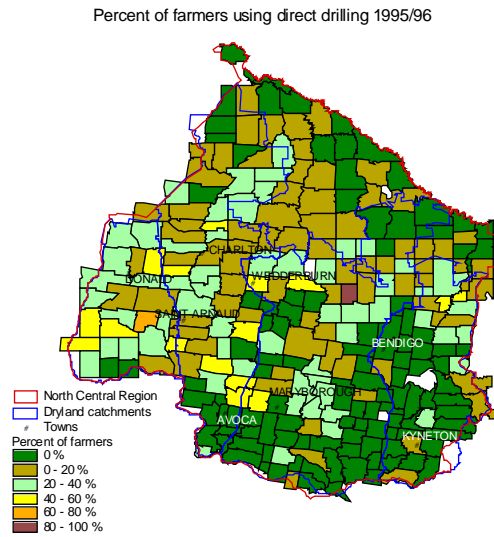 Percent of farmers using direct drilling 1995/96
CHARLTON
DONALD
WEDDERBURN
SAINT ARNAUD
BENDIGO
MARYBOROUGH
AVOCA
KYNETON
North Central Region
Dryland catchments
# Towns
Percent of farmers
0 %
0 - 20 %
20 - 40 %
40 - 60 %
60 - 80 %
80 - 100 %